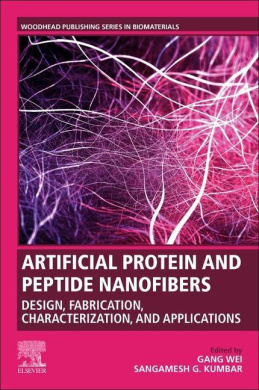 WOODHEAD PUBLISHING SERIES IN BIOMATERIALS
ARTIFICIAL PROTEIN AND
PEPTIDE NANOFIBERS
DESIGN, FABRICATION,
CHARACTERIZATION, AND APPLICATIONS
Edited by
GANG WEI
SANGAMESH G. KUMBAR
ELSEVIER